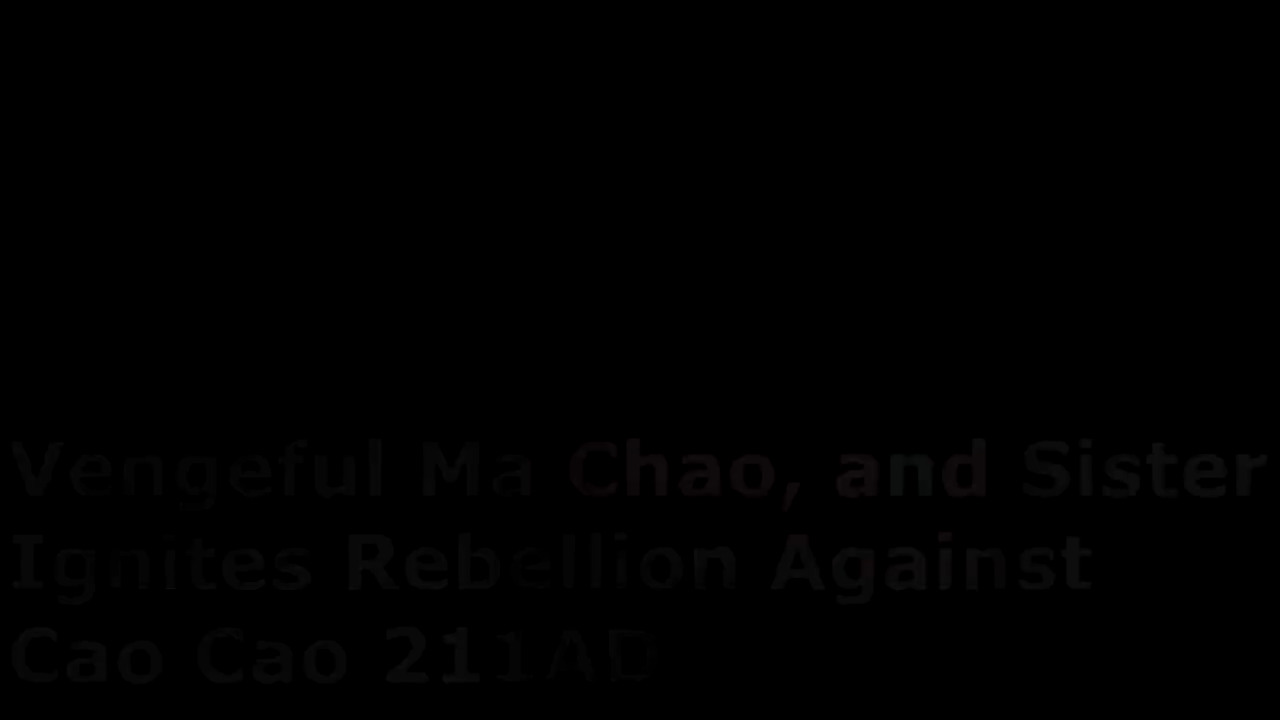 Vengeful Ma Chao, and Sister
Ignites Rebellion Against
Cao Cao 211AD